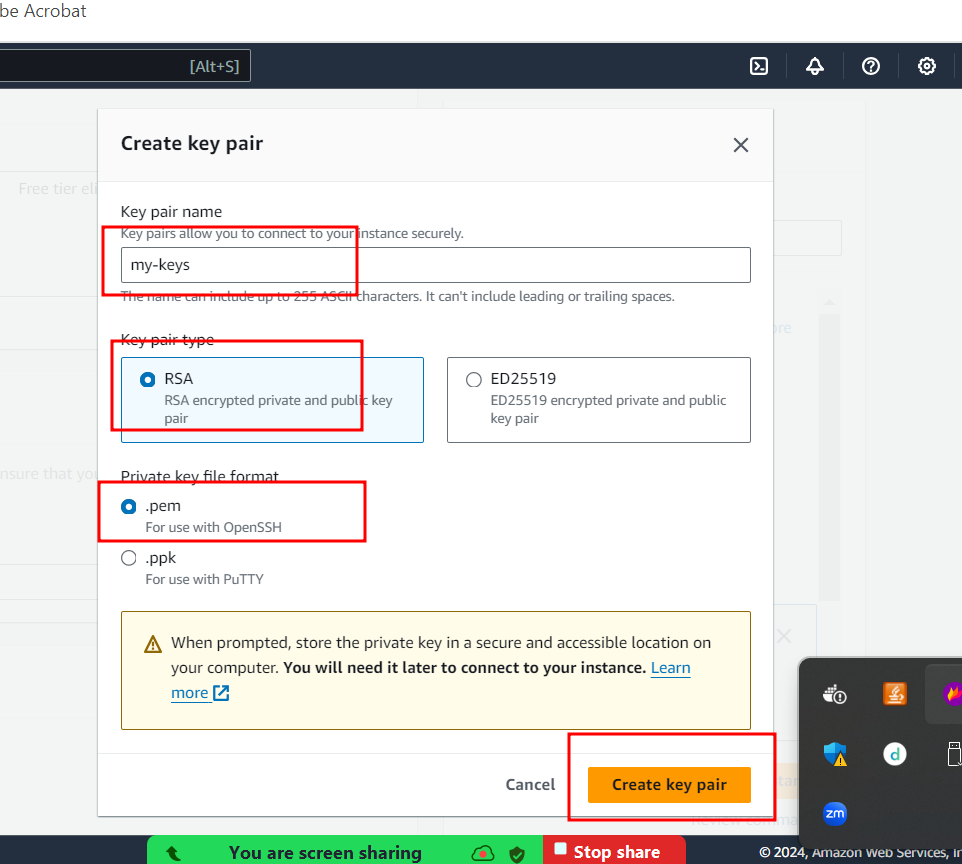 be Acrobat
[Alt+S]
Create key pair
Free tier eli
Key pair name
Key pairs allow you to connect to your instance securely.
my-keys
The name can include up to 255 ASCII characters. It can't include leading or trailing spaces.
ore
Key pair type
RSA
RSA encrypted private and public key
pair
ED25519
ED25519 encrypted private and public
key pair
nsure that you
Private key file format
.pem
For use with OpenSSH
.ppk
For use with PuTTY
When prompted, store the private key in a secure and accessible location on
your computer. You will need it later to connect to your instance. Learn
more
d
Cancel
Create key pair
zm
You are screen sharing
Stop share
© 2024, Amazon Web Services, In